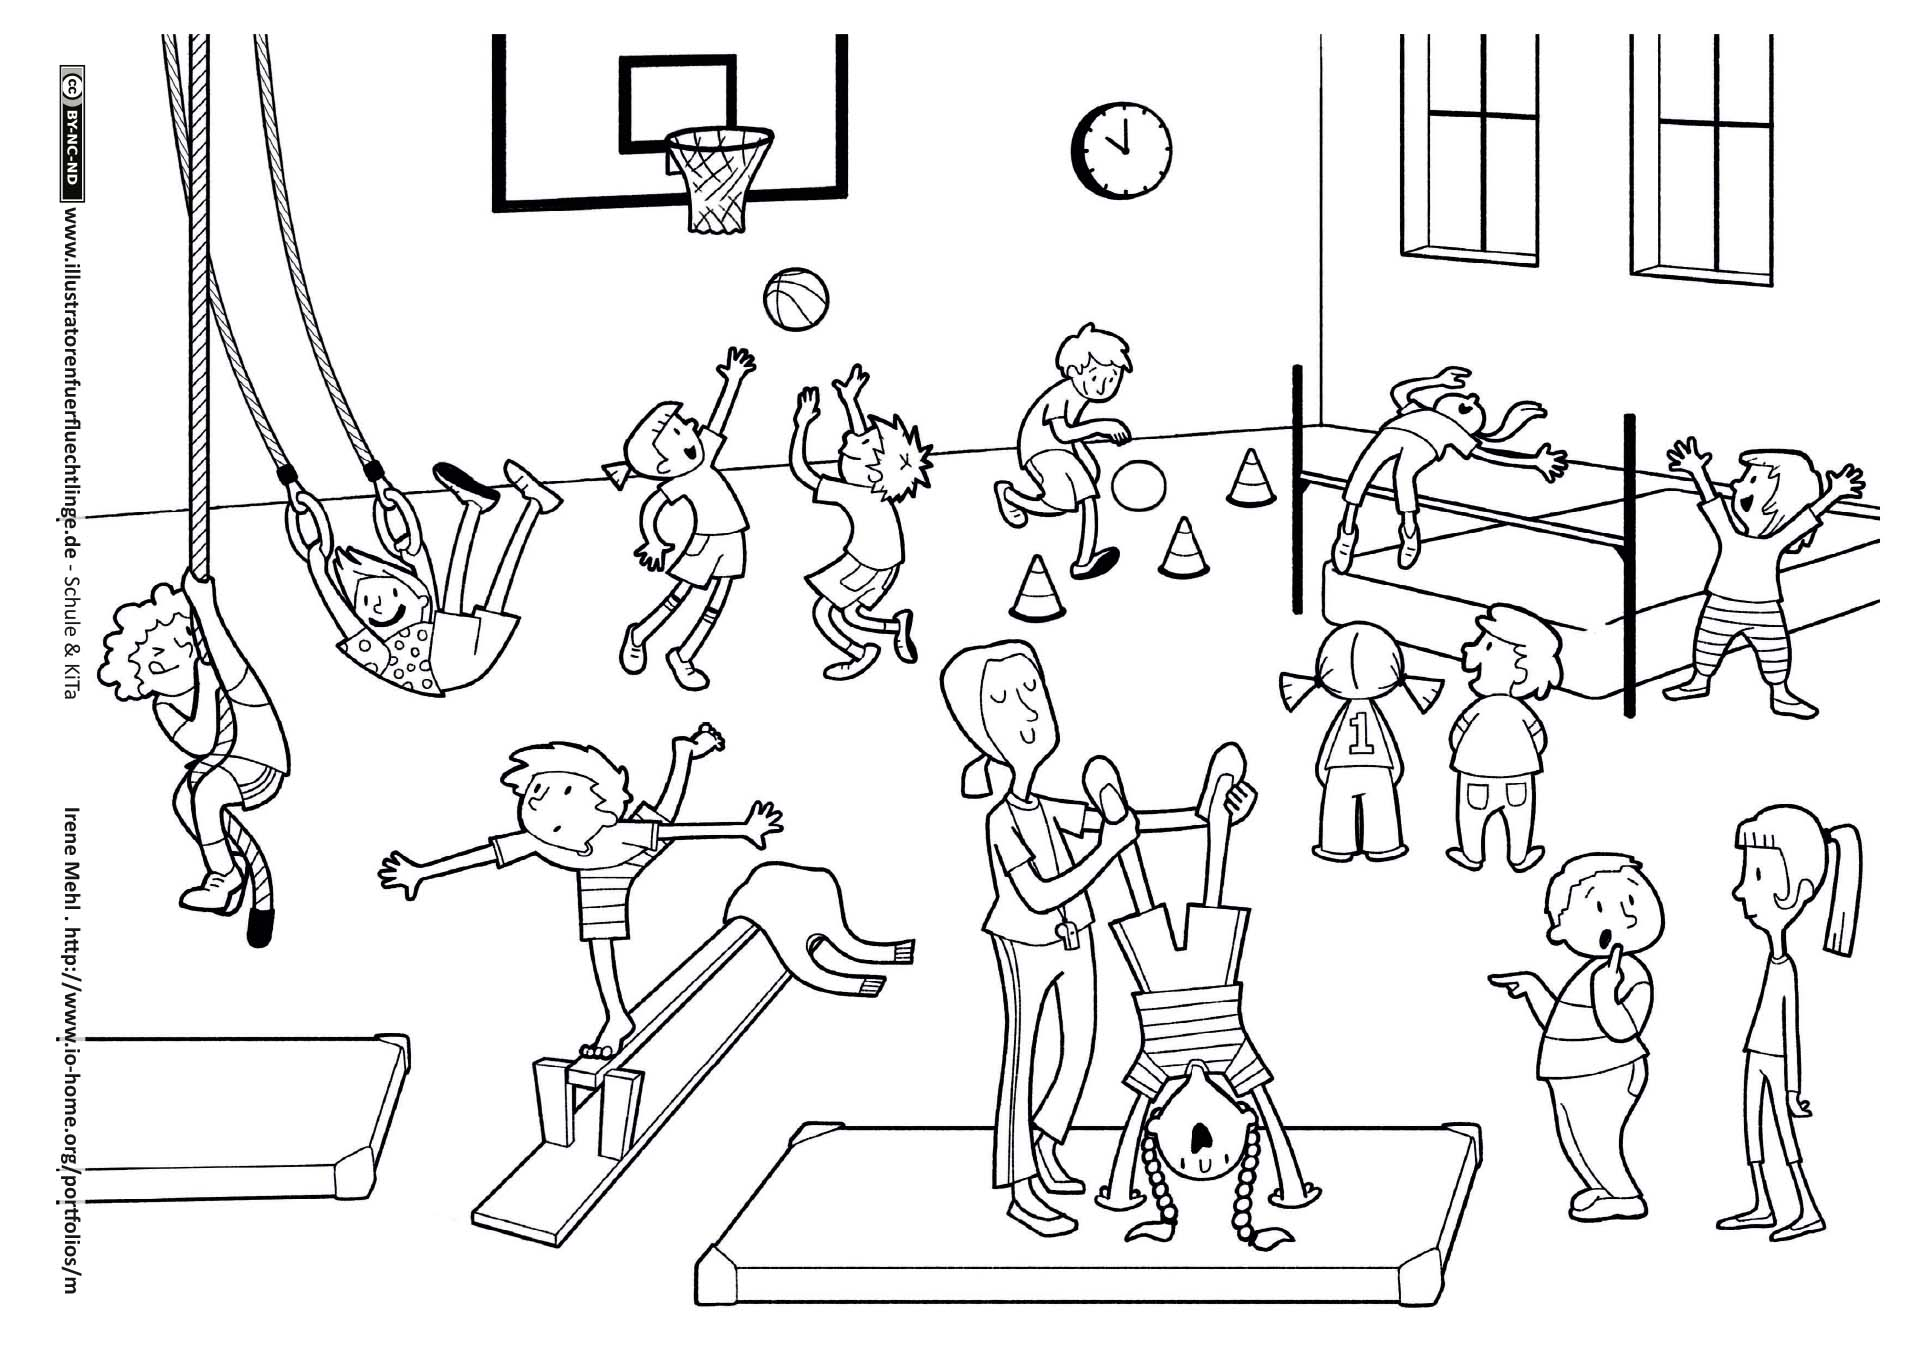 cc BY-NC-ND www.illustratorenfuerfluechtlinge.de - Schule & KiTa
Irene Mehl . http://www.io-home.org/portfolios/m
1